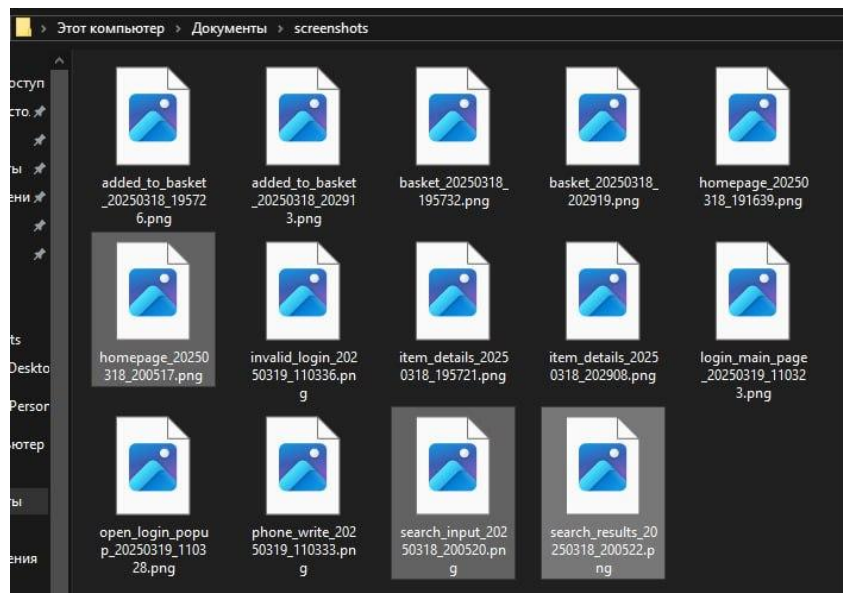 Этот компьютер > Документы > screenshots
оступ
сто.
ты
ени
ts
Deskto
Person
ьютер
ты
ения
added_to_basket
_20250318_19572
6.png
added_to_basket
_20250318_20291
3.png
basket_20250318_
195732.png
basket_20250318_
202919.png
homepage_20250
318_191639.png
homepage_20250
318_200517.png
invalid_login_202
50319_110336.pn
g
item_details_2025
0318_195721.png
item_details_2025
0318_202908.png
login_main_page
_20250319_11032
3.png
open_login_popu
p_20250319_1103
28.png
phone_write_202
50319_110333.pn
g
search_input_202
50318_200520.pn
g
search_results_20
250318_200522.p
ng